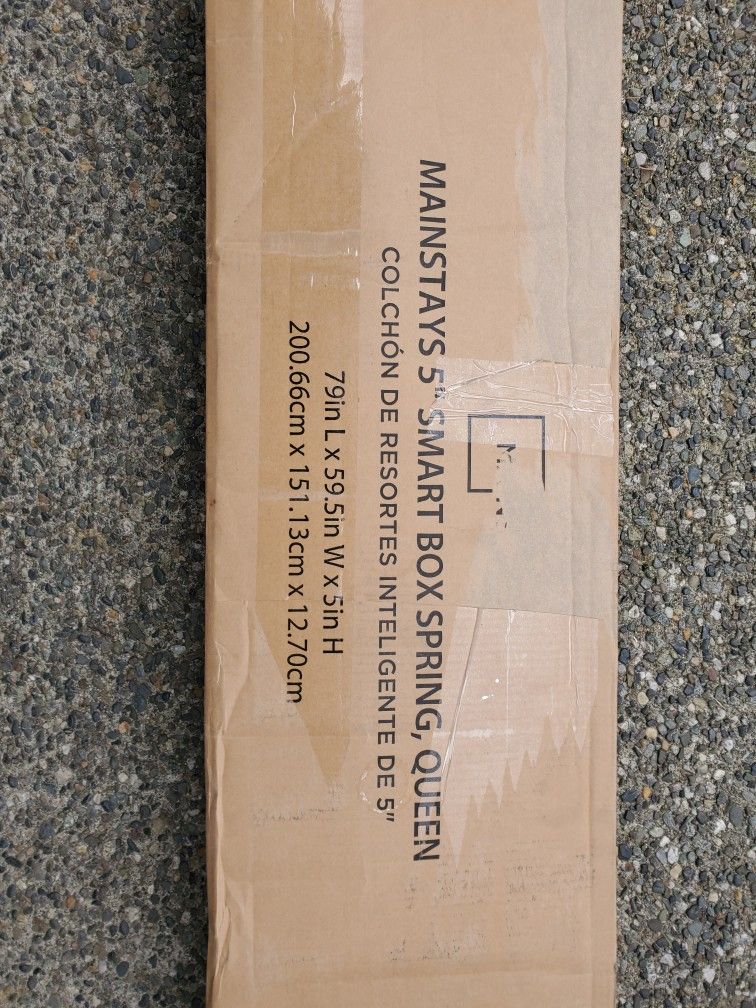 MAINSTAYS 5" SMART BOX SPRING, QUEEN
COLCHÓN DE RESORTES INTELIGENTE DE 5"
79in L x 59.5in W x 5in H
200.66cm x 151.13cm x 12.70cm